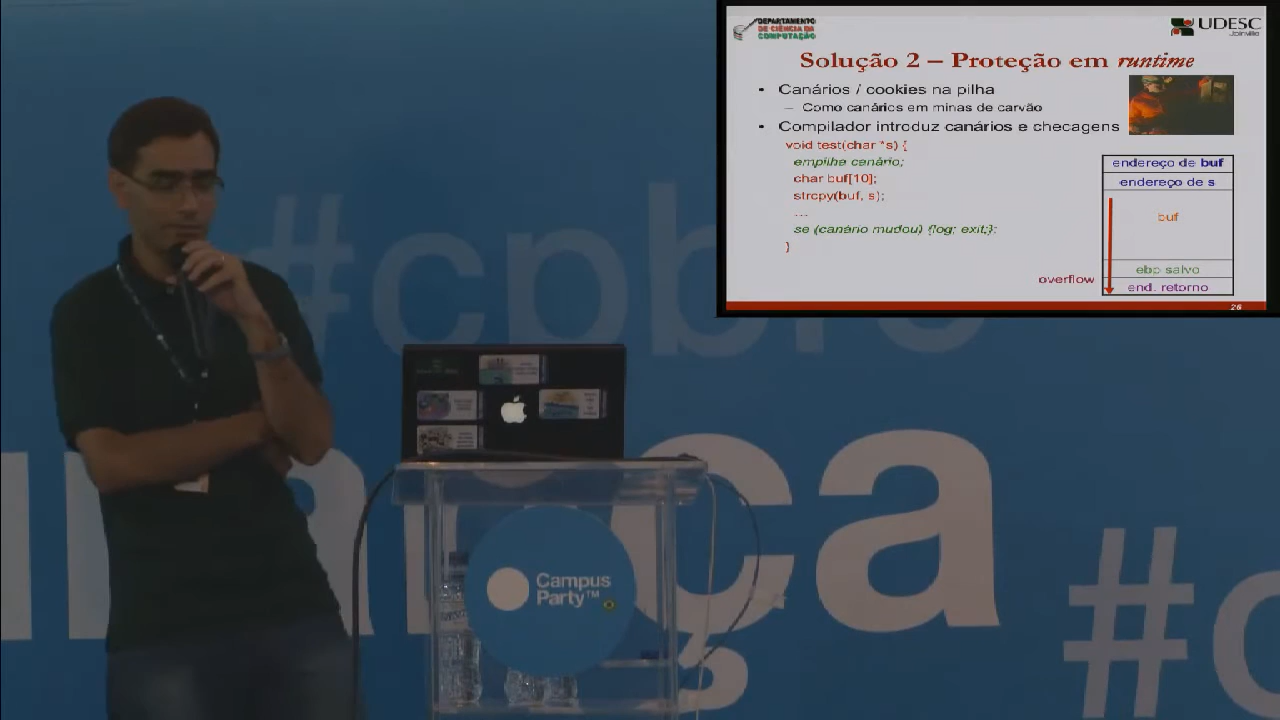 DEPARTAMENTO
DE CIÊNCIA DA
COMPUTAÇÃO
UDESC
Joinville
Solução 2 – Proteção em runtime
• Canários / cookies na pilha
– Como canários em minas de carvão
• Compilador introduz canários e checagens
void test(char *s) {
empilha canário;
char buf[10];
strcpy(buf, s);
...
se (canário mudou) {log; exit;};
}
endereço de buf
endereço de s
buf
ebp salvo
end. retorno
overflow
26
#cpbr
ança
#c
Campus
Party™